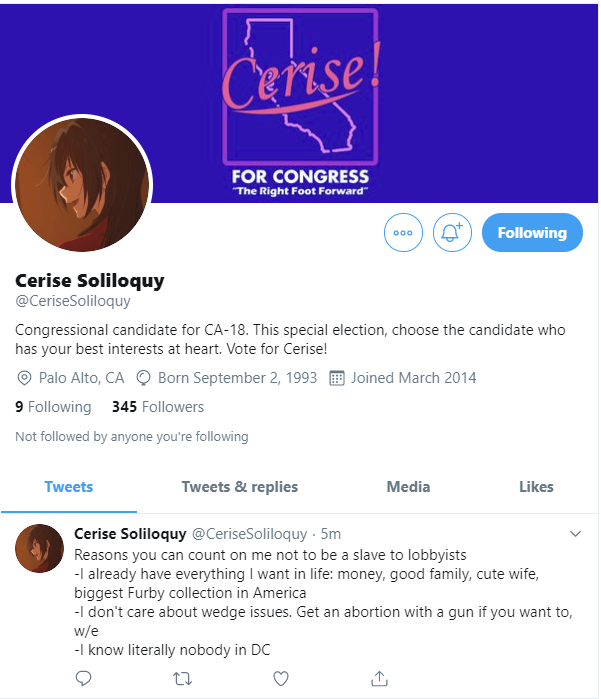 Cerise!
FOR CONGRESS
"The Right Foot Forward"
Following
Cerise Soliloquy
@CeriseSoliloquy
Congressional candidate for CA-18. This special election, choose the candidate who
has your best interests at heart. Vote for Cerise!
Palo Alto, CA Born September 2, 1993 Joined March 2014
9 Following 345 Followers
Not followed by anyone you're following
Tweets Tweets & replies Media Likes
Cerise Soliloquy @CeriseSoliloquy · 5m
Reasons you can count on me not to be a slave to lobbyists
-I already have everything I want in life: money, good family, cute wife,
biggest Furby collection in America
-I don't care about wedge issues. Get an abortion with a gun if you want to,
w/e
-I know literally nobody in DC